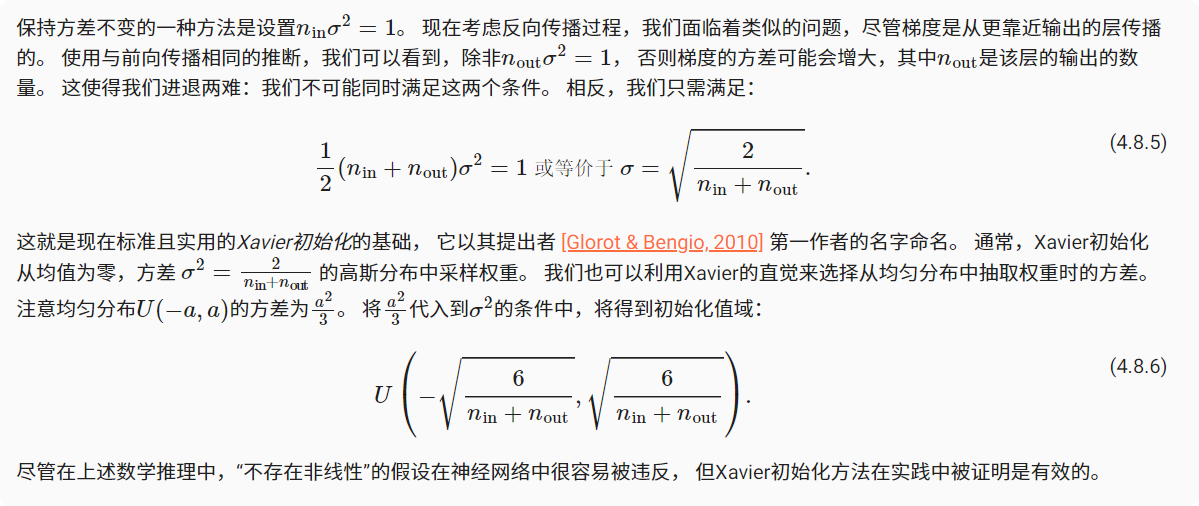 保持方差不变的一种方法是设置$n_{\text{in}}\sigma^2 = 1$。 现在考虑反向传播过程，我们面临着类似的问题，尽管梯度是从更靠近输出的层传播
的。 使用与前向传播相同的推断，我们可以看到，除非$n_{\text{out}}\sigma^2 = 1$， 否则梯度的方差可能会增大，其中$n_{\text{out}}$是该层的输出的数
量。 这使得我们进退两难：我们不可能同时满足这两个条件。 相反，我们只需满足：
$\frac{1}{2}(n_{\text{in}} + n_{\text{out}})\sigma^2 = 1 \text{ 或等价于 } \sigma = \sqrt{\frac{2}{n_{\text{in}} + n_{\text{out}}}}.$ (4.8.5)
这就是现在标准且实用的Xavier初始化的基础， 它以其提出者 [Glorot & Bengio, 2010] 第一作者的名字命名。 通常，Xavier初始化
从均值为零，方差 $\sigma^2 = \frac{2}{n_{\text{in}}+n_{\text{out}}}$ 的高斯分布中采样权重。 我们也可以利用Xavier的直觉来选择从均匀分布中抽取权重时的方差。
注意均匀分布$U(-a, a)$的方差为$\frac{a^2}{3}$。 将$\frac{a^2}{3}$代入到$\sigma^2$的条件中，将得到初始化值域：
$U\left(-\sqrt{\frac{6}{n_{\text{in}} + n_{\text{out}}}}, \sqrt{\frac{6}{n_{\text{in}} + n_{\text{out}}}}\right).$ (4.8.6)
尽管在上述数学推理中，“不存在非线性”的假设在神经网络中很容易被违反， 但Xavier初始化方法在实践中被证明是有效的。